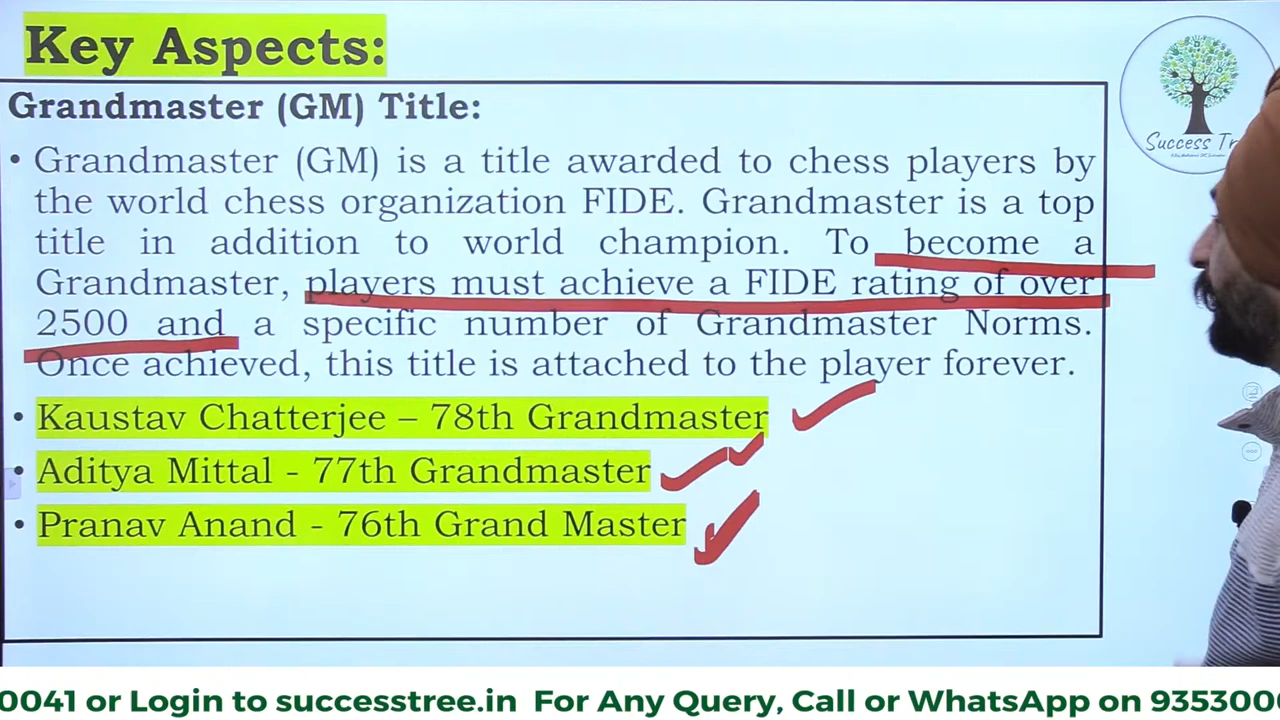 Key Aspects:
Grandmaster (GM) Title:
• Grandmaster (GM) is a title awarded to chess players by
the world chess organization FIDE. Grandmaster is a top
title in addition to world champion. To become a
Grandmaster, players must achieve a FIDE rating of over
2500 and a specific number of Grandmaster Norms.
Once achieved, this title is attached to the player forever.
• Kaustav Chatterjee – 78th Grandmaster
• Aditya Mittal - 77th Grandmaster
• Pranav Anand - 76th Grand Master
Success Tr
0041 or Login to successtree.in For Any Query, Call or WhatsApp on 935300